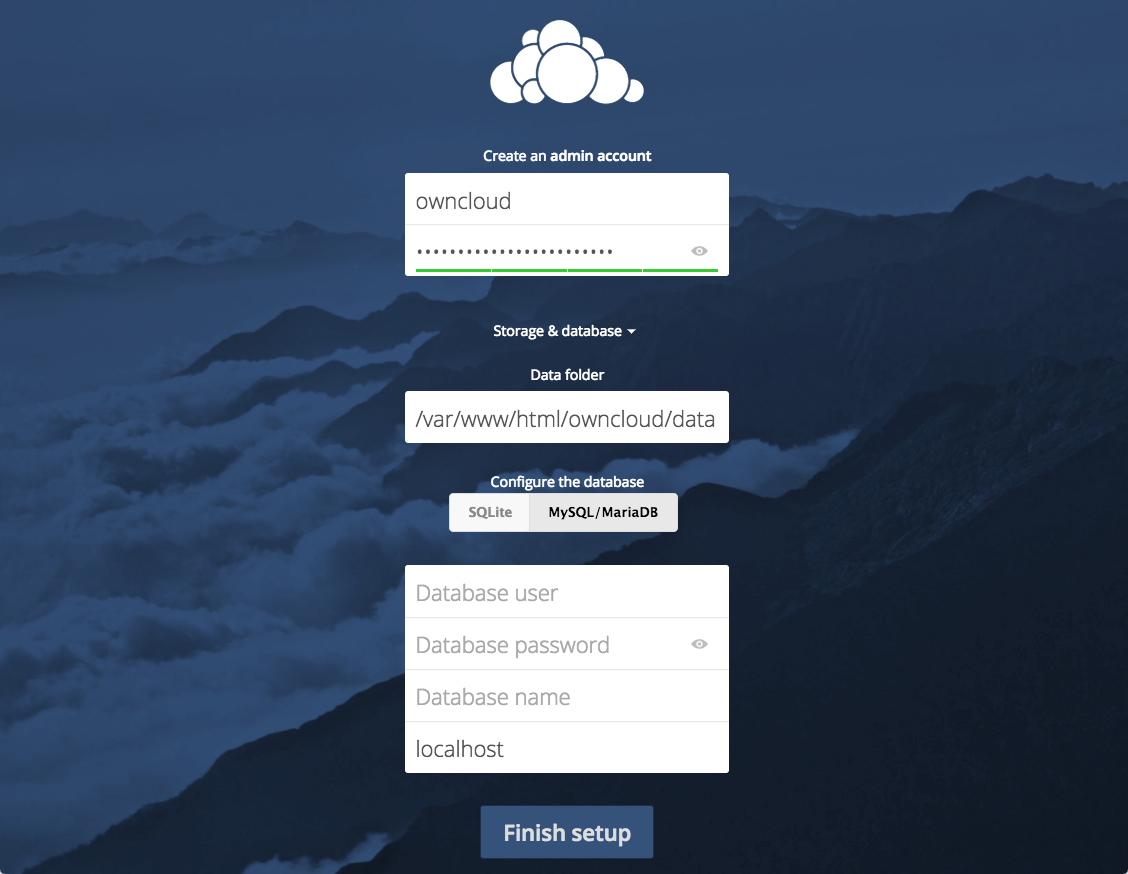 Create an admin account
owncloud
••••••••••••••••••••••••
Storage & database
Data folder
/var/www/html/owncloud/data
Configure the database
SQLite MySQL/MariaDB
Database user
Database password
Database name
localhost
Finish setup